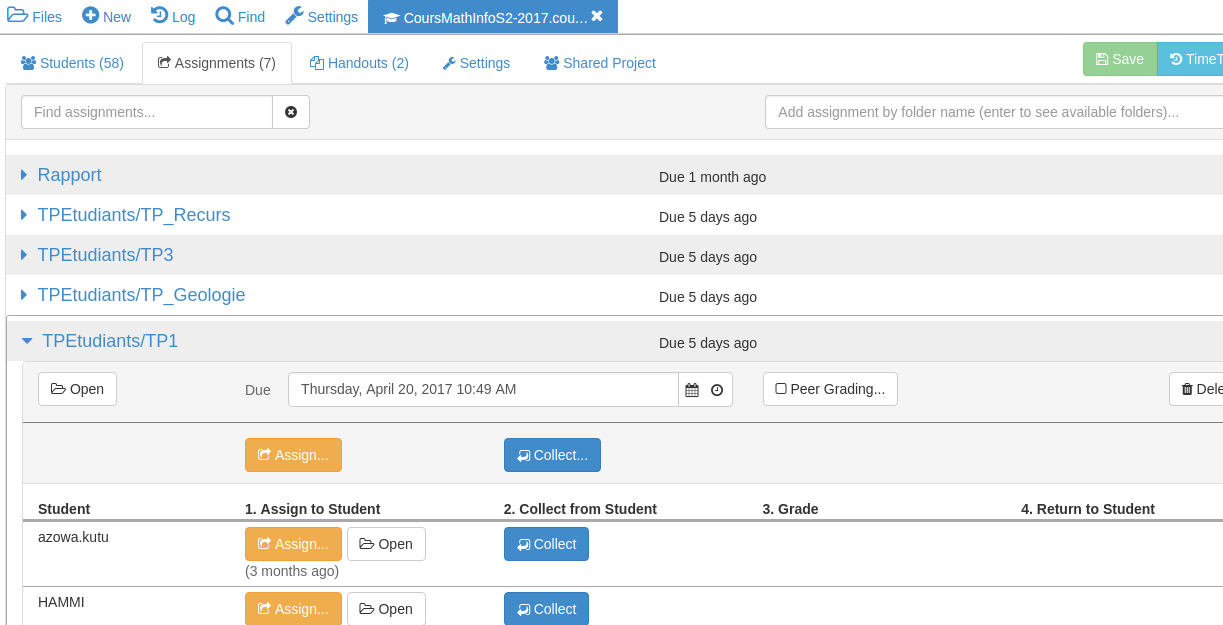 Files New Log Find Settings CoursMathInfoS2-2017.cou...
Students (58) Assignments (7) Handouts (2) Settings Shared Project Save
Find assignments... Add assignment by folder name (enter to see available folders)...
Rapport Due 1 month ago
TPEtudiants/TP_Recurs Due 5 days ago
TPEtudiants/TP3 Due 5 days ago
TPEtudiants/TP_Geologie Due 5 days ago
TPEtudiants/TP1 Due 5 days ago
Open Due Thursday, April 20, 2017 10:49 AM Peer Grading...
Assign... Collect...
Student 1. Assign to Student 2. Collect from Student 3. Grade 4. Return to Student
azowa.kutu Assign... Open Collect
(3 months ago)
HAMMI Assign... Open Collect